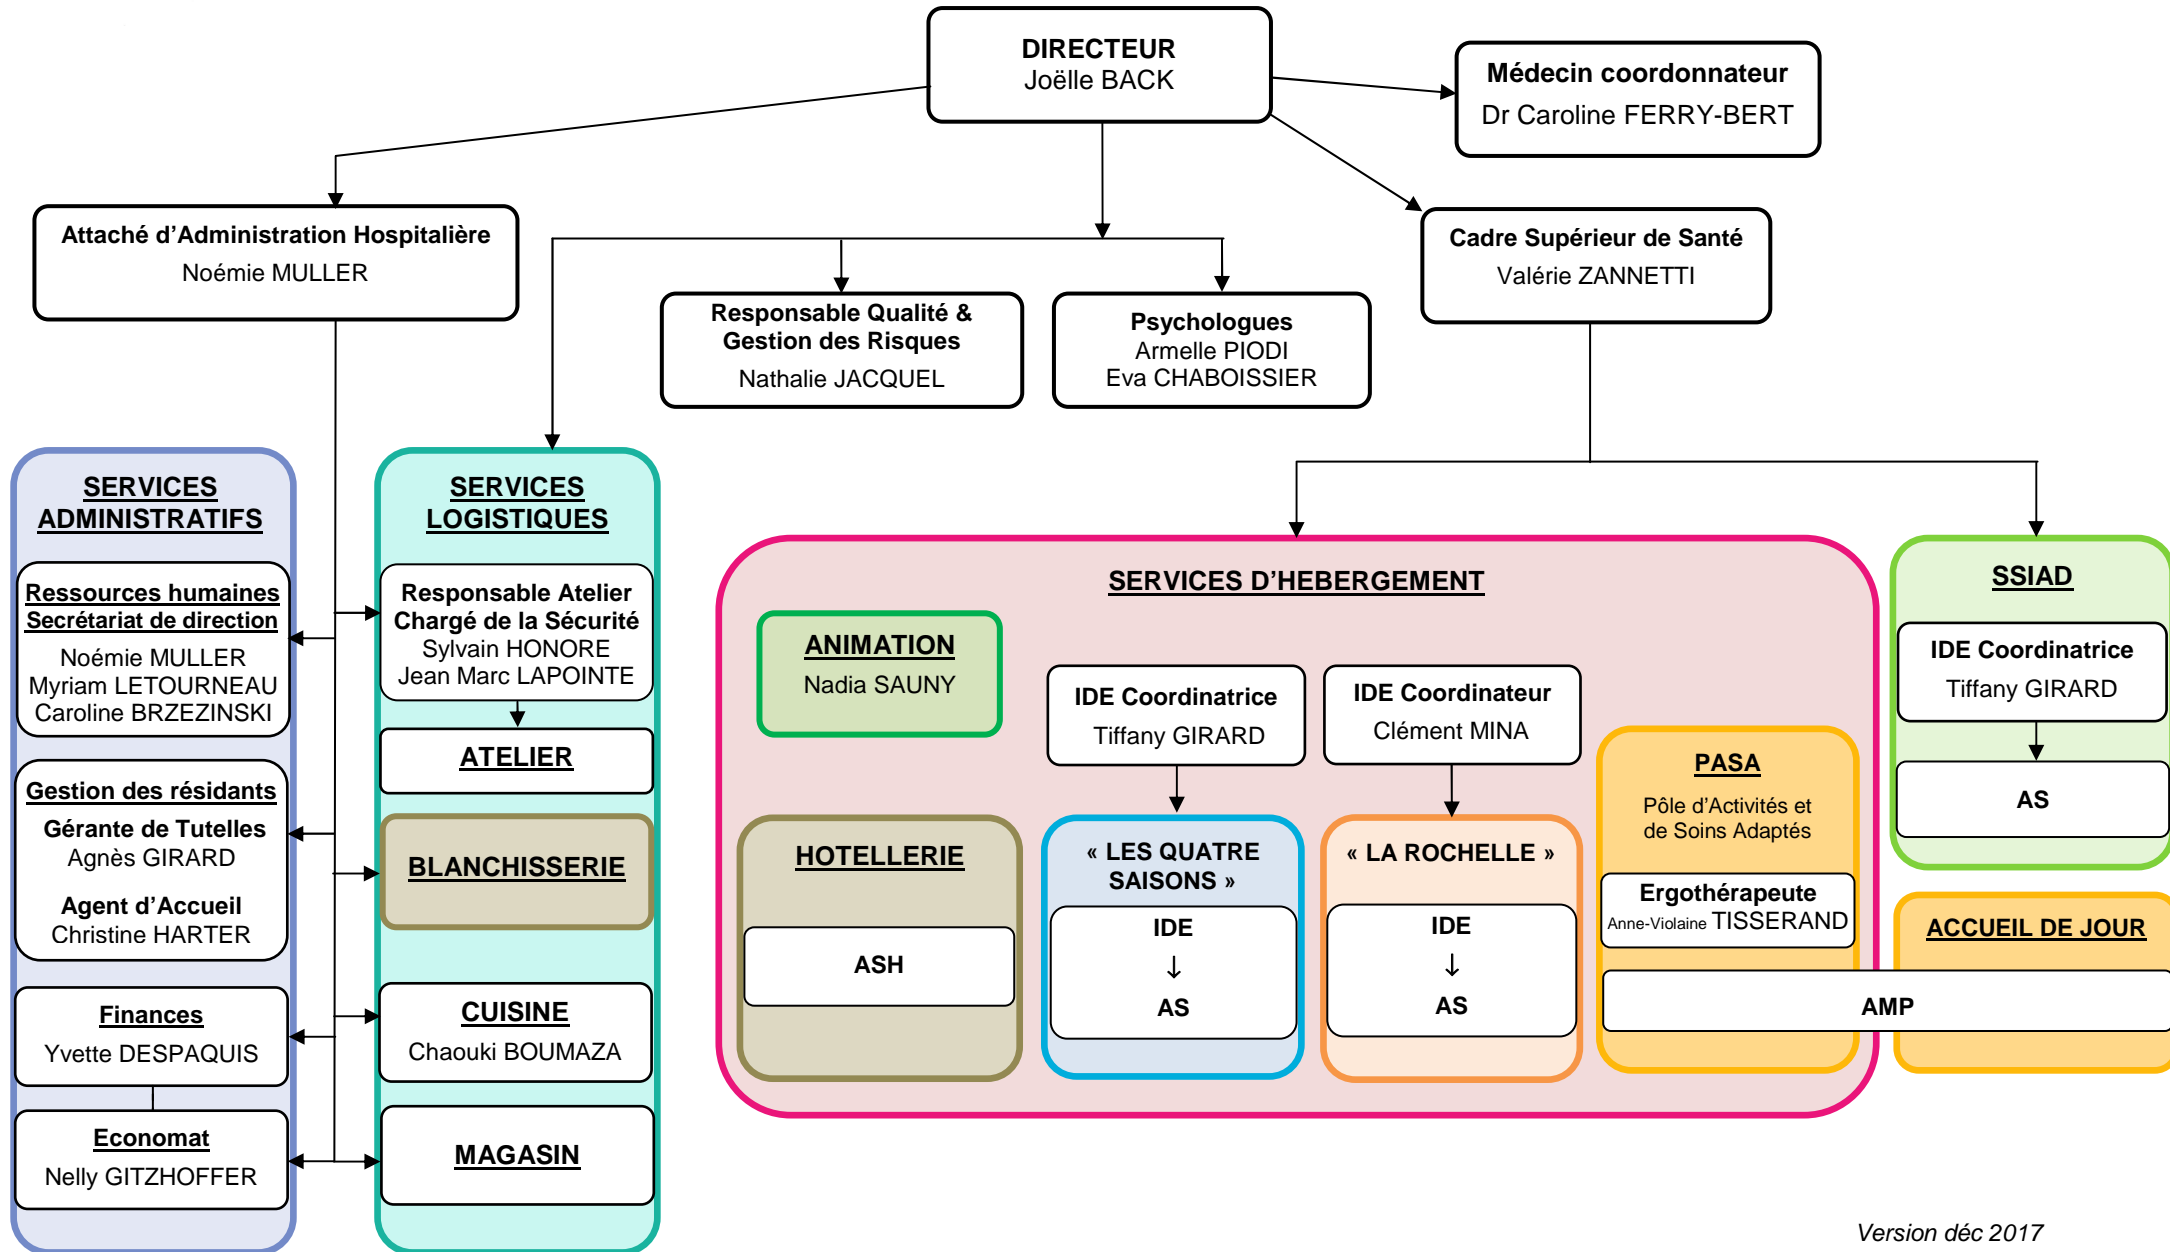 DIRECTEUR
Joëlle BACK
Médecin coordonnateur
Dr Caroline FERRY-BERT
Attaché d’Administration Hospitalière
Noémie MULLER
Cadre Supérieur de Santé
Valérie ZANNETTI
Responsable Qualité &
Gestion des Risques
Nathalie JACQUEL
Psychologues
Armelle PIODI
Eva CHABOISSIER
SERVICES
ADMINISTRATIFS
Ressources humaines
Secrétariat de direction
Noémie MULLER
Myriam LETOURNEAU
Caroline BRZEZINSKI
Gestion des résidants
Gérante de Tutelles
Agnès GIRARD
Agent d’Accueil
Christine HARTER
Finances
Yvette DESPAQUIS
Economat
Nelly GITZHOFFER
SERVICES
LOGISTIQUES
Responsable Atelier
Chargé de la Sécurité
Sylvain HONORE
Jean Marc LAPOINTE
ATELIER
BLANCHISSERIE
CUISINE
Chaouki BOUMAZA
MAGASIN
SERVICES D’HEBERGEMENT
ANIMATION
Nadia SAUNY
HOTELLERIE
ASH
IDE Coordinatrice
Tiffany GIRARD
« LES QUATRE
SAISONS »
IDE
↓
AS
IDE Coordinateur
Clément MINA
« LA ROCHELLE »
IDE
↓
AS
PASA
Pôle d’Activités et
de Soins Adaptés
Ergothérapeute
Anne-Violaine TISSERAND
AMP
SSIAD
IDE Coordinatrice
Tiffany GIRARD
AS
ACCUEIL DE JOUR
Version déc 2017